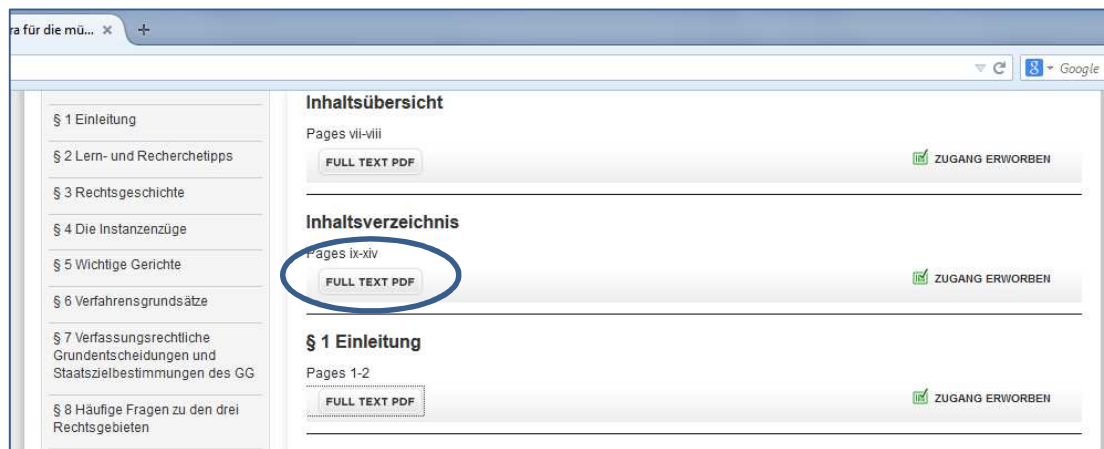 ra für die mü...
Google
§ 1 Einleitung
§ 2 Lern- und Recherchetipps
§ 3 Rechtsgeschichte
§ 4 Die Instanzenzüge
§ 5 Wichtige Gerichte
§ 6 Verfahrensgrundsätze
§ 7 Verfassungsrechtliche
Grundentscheidungen und
Staatszielbestimmungen des GG
§ 8 Häufige Fragen zu den drei
Rechtsgebieten
Inhaltsübersicht
Pages vii-viii
FULL TEXT PDF
ZUGANG ERWORBEN
Inhaltsverzeichnis
Pages ix-xiv
FULL TEXT PDF
ZUGANG ERWORBEN
§ 1 Einleitung
Pages 1-2
FULL TEXT PDF
ZUGANG ERWORBEN